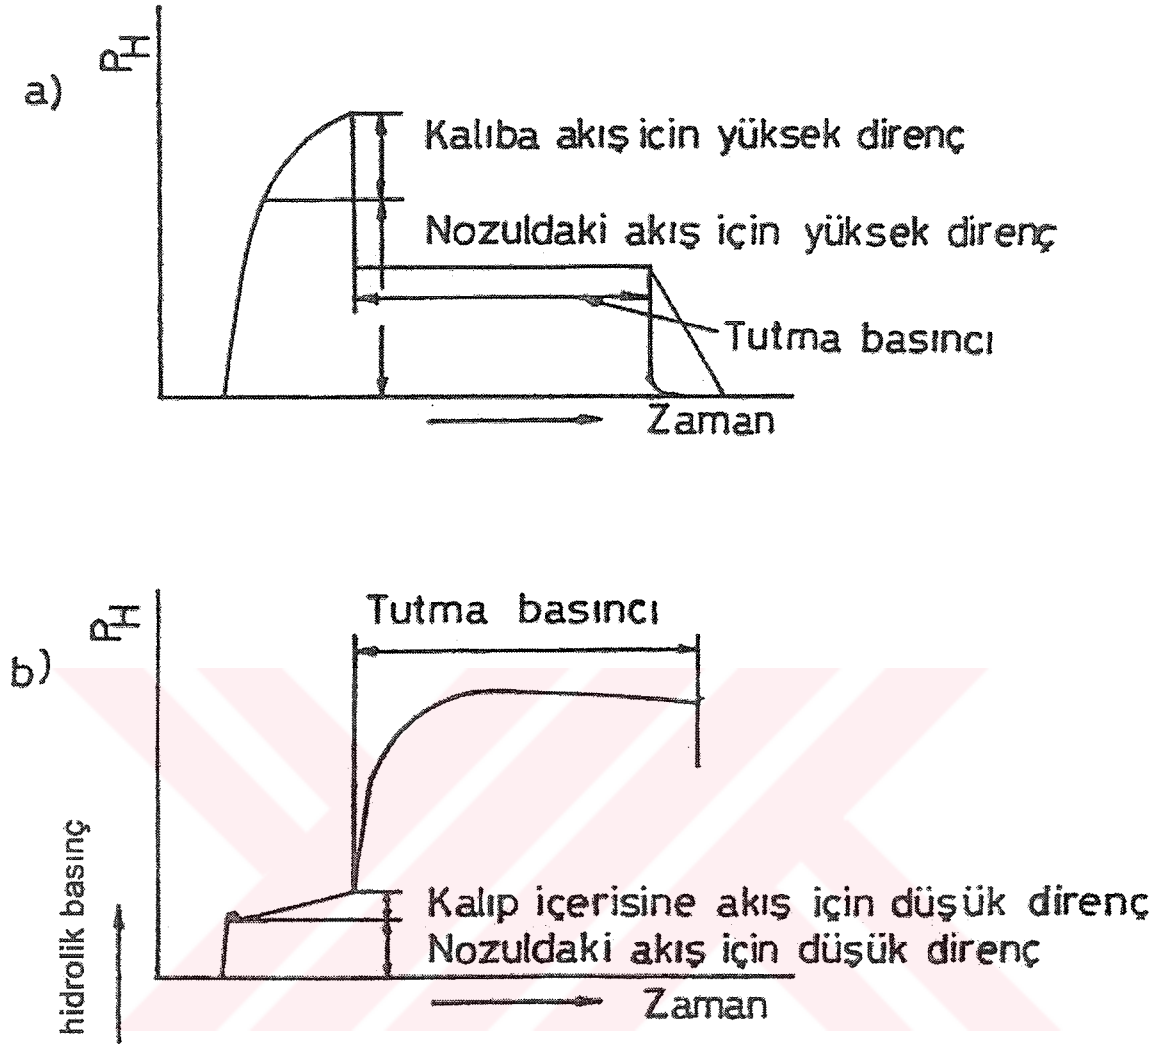 a)
PH
Kalıba akış için yüksek direnç
Nozuldaki akış için yüksek direnç
Tutma basıncı
Zaman
b)
PH
Tutma basıncı
hidrolik basınç
Kalıp içerisine akış için düşük direnç
Nozuldaki akış için düşük direnç
Zaman